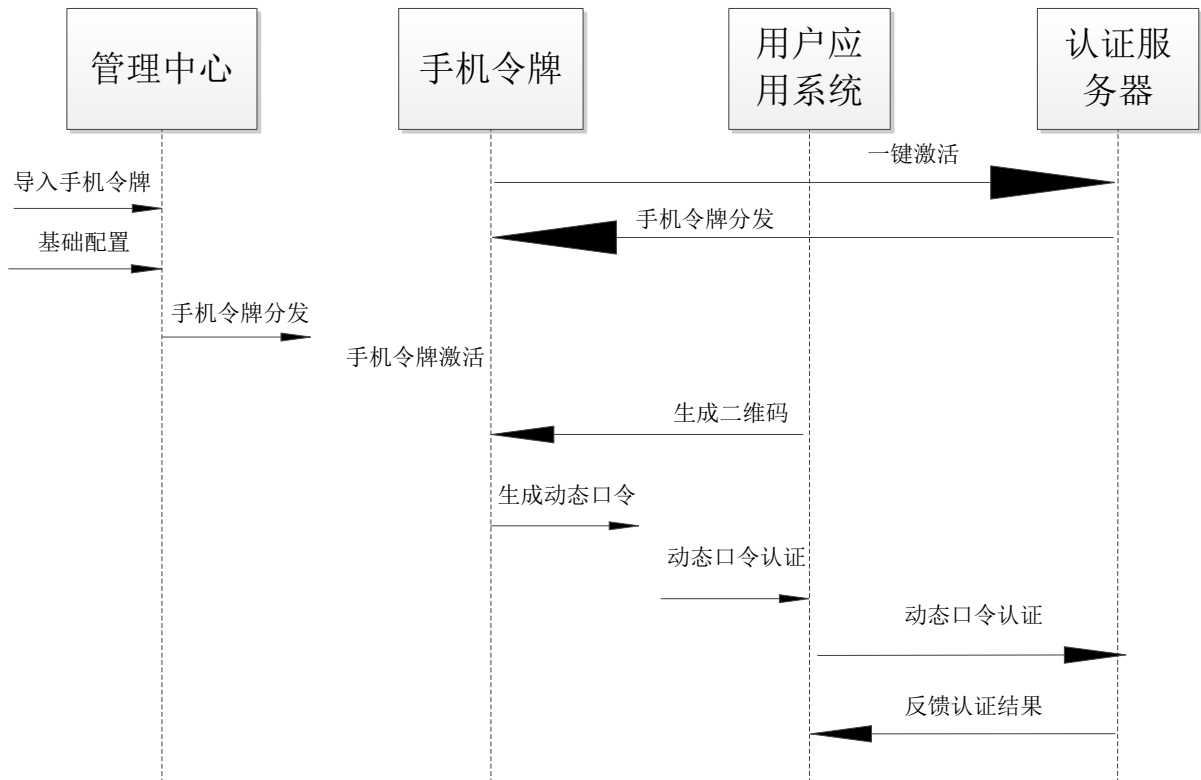 管理中心
手机令牌
用户应
用系统
认证服
务器
一键激活
导入手机令牌
手机令牌分发
基础配置
手机令牌分发
手机令牌激活
生成二维码
生成动态口令
动态口令认证
动态口令认证
反馈认证结果